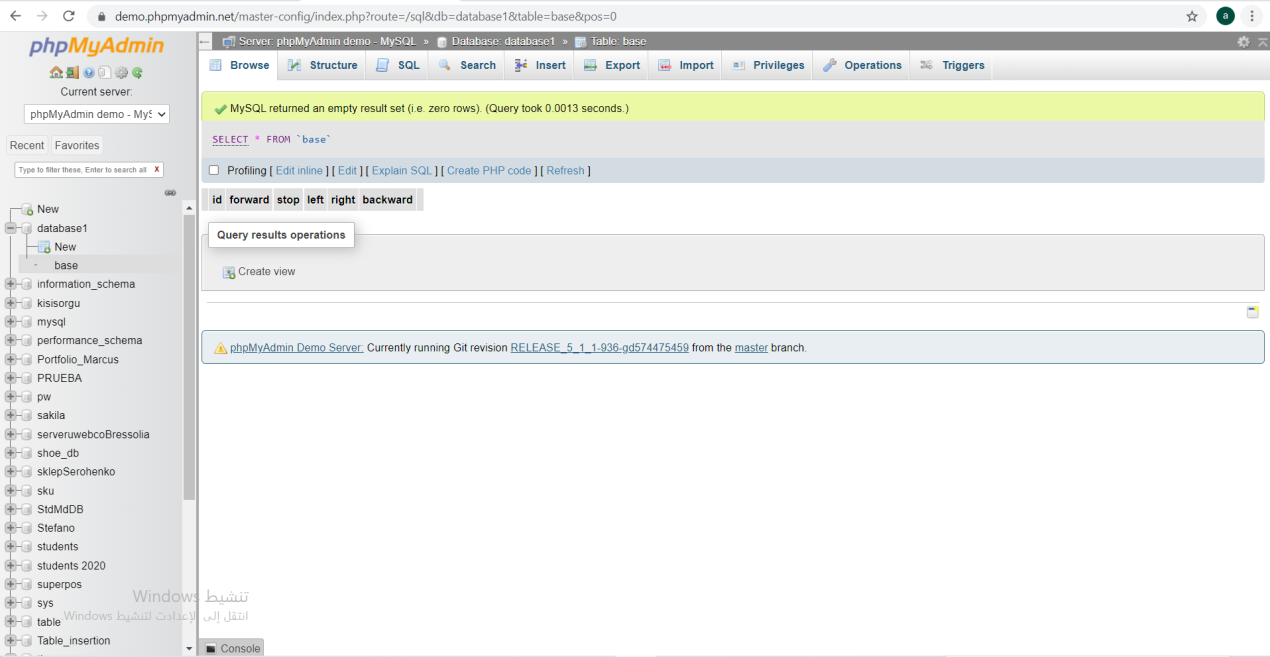 demo.phpmyadmin.net/master-config/index.php?route=/sql&db=database1&table=base&pos=0
a
phpMyAdmin
Current server:
phpMyAdmin demo - MyS
Recent Favorites
Type to filter these, Enter to search all X
New
database1
New
base
information_schema
kisisorgu
mysql
performance_schema
Portfolio_Marcus
PRUEBA
pw
sakila
serveruwebcoBressolia
shoe_db
sklepSerohenko
sku
StdMdDB
Stefano
students
students 2020
superpos
sys
table
Table_insertion
Server: phpMyAdmin demo - MySQL » Database: database1 » Table: base
Browse Structure SQL Search Insert Export Import Privileges Operations Triggers
MySQL returned an empty result set (i.e. zero rows). (Query took 0.0013 seconds.)
SELECT * FROM `base`
Profiling [ Edit inline ] [ Edit ] [ Explain SQL ] [ Create PHP code ] [ Refresh ]
id forward stop left right backward
Query results operations
Create view
phpMyAdmin Demo Server: Currently running Git revision RELEASE_5_1_1-936-gd574475459 from the master branch.
تنشيط Windows
انتقل إلى الإعدادت لتنشيط Windows
Console